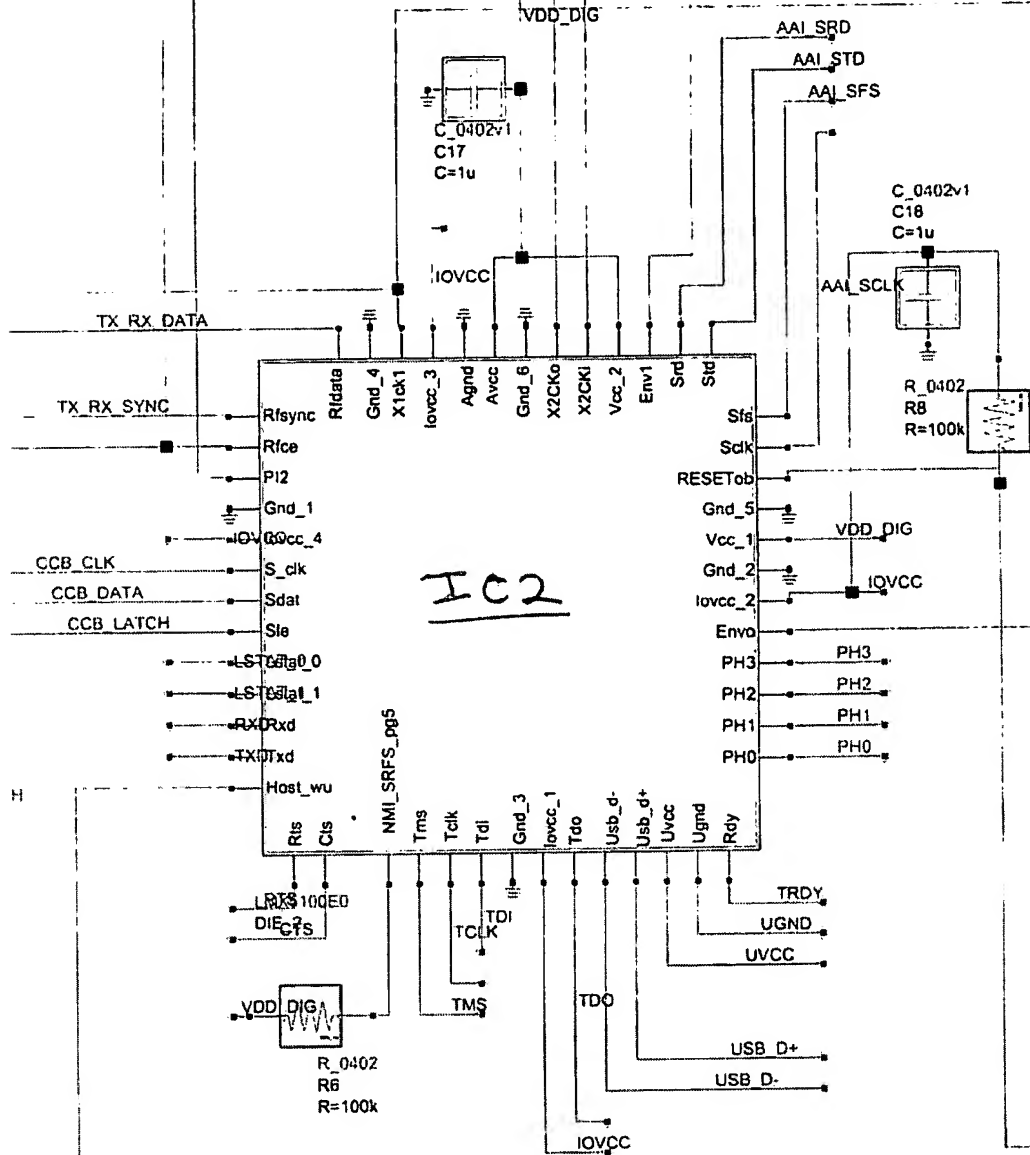 VDD_DIG
AAI_SRD
AAI_STD
AAI_SFS
C_0402v1
C17
C=1u
C_0402v1
C18
C=1u
IOVCC
AAI_SCLK
TX_RX_DATA
Rfdata
Gnd_4
X1ck1
Iovcc_3
Agnd
Avcc
Gnd_6
X2CKo
X2CKi
Vcc_2
Env1
Srd
Std
R_0402
R8
R=100k
TX_RX_SYNC
Rfsync
Rfce
PI2
Gnd_1
Sfs
Sclk
RESETob
Gnd_5
Vcc_1
VDD_DIG
Gnd_2
Iovcc_2
IOVCC
Envo
CCB_CLK
S_clk
CCB_DATA
Sdat
CCB_LATCH
Sle
IC2
Rxd
Txd
Host_wu
H
PH3
PH3
PH2
PH2
PH1
PH1
PH0
PH0
Rts
Cts
NMI_SRFS_pg5
Tms
Tclk
Tdi
Gnd_3
Iovcc_1
Tdo
Usb_d-
Usb_d+
Uvcc
Ugnd
Rdy
TRDY
UGND
UVCC
DIE_2
CTS
TDI
TCLK
TMS
TDO
VDD_DIG
R_0402
R6
R=100k
USB_D+
USB_D-
IOVCC